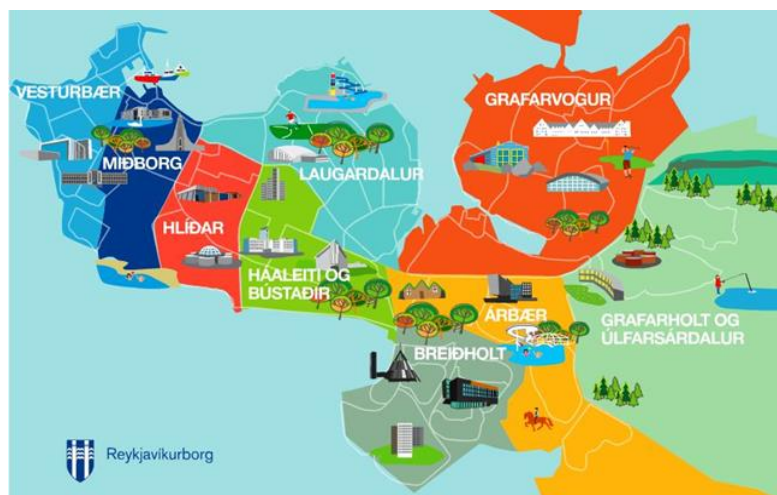 VESTURBÆR
MIÐBORG
HLÍÐAR
LAUGARDALUR
HÁALEITI OG
BÚSTAÐIR
GRAFARVOGUR
ÁRBÆR
BREIÐHOLT
GRAFARHOLT OG
ÚLFARSÁRDALUR
Reykjavíkurborg